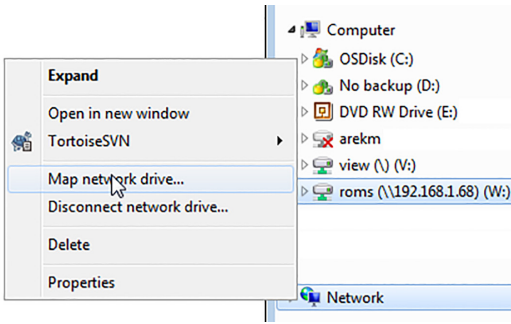 Expand
Open in new window
TortoiseSVN
Map network drive...
Disconnect network drive...
Delete
Properties
Computer
OSDisk (C:)
No backup (D:)
DVD RW Drive (E:)
arekm
view (\) (V:)
roms (\\192.168.1.68) (W:)
Network